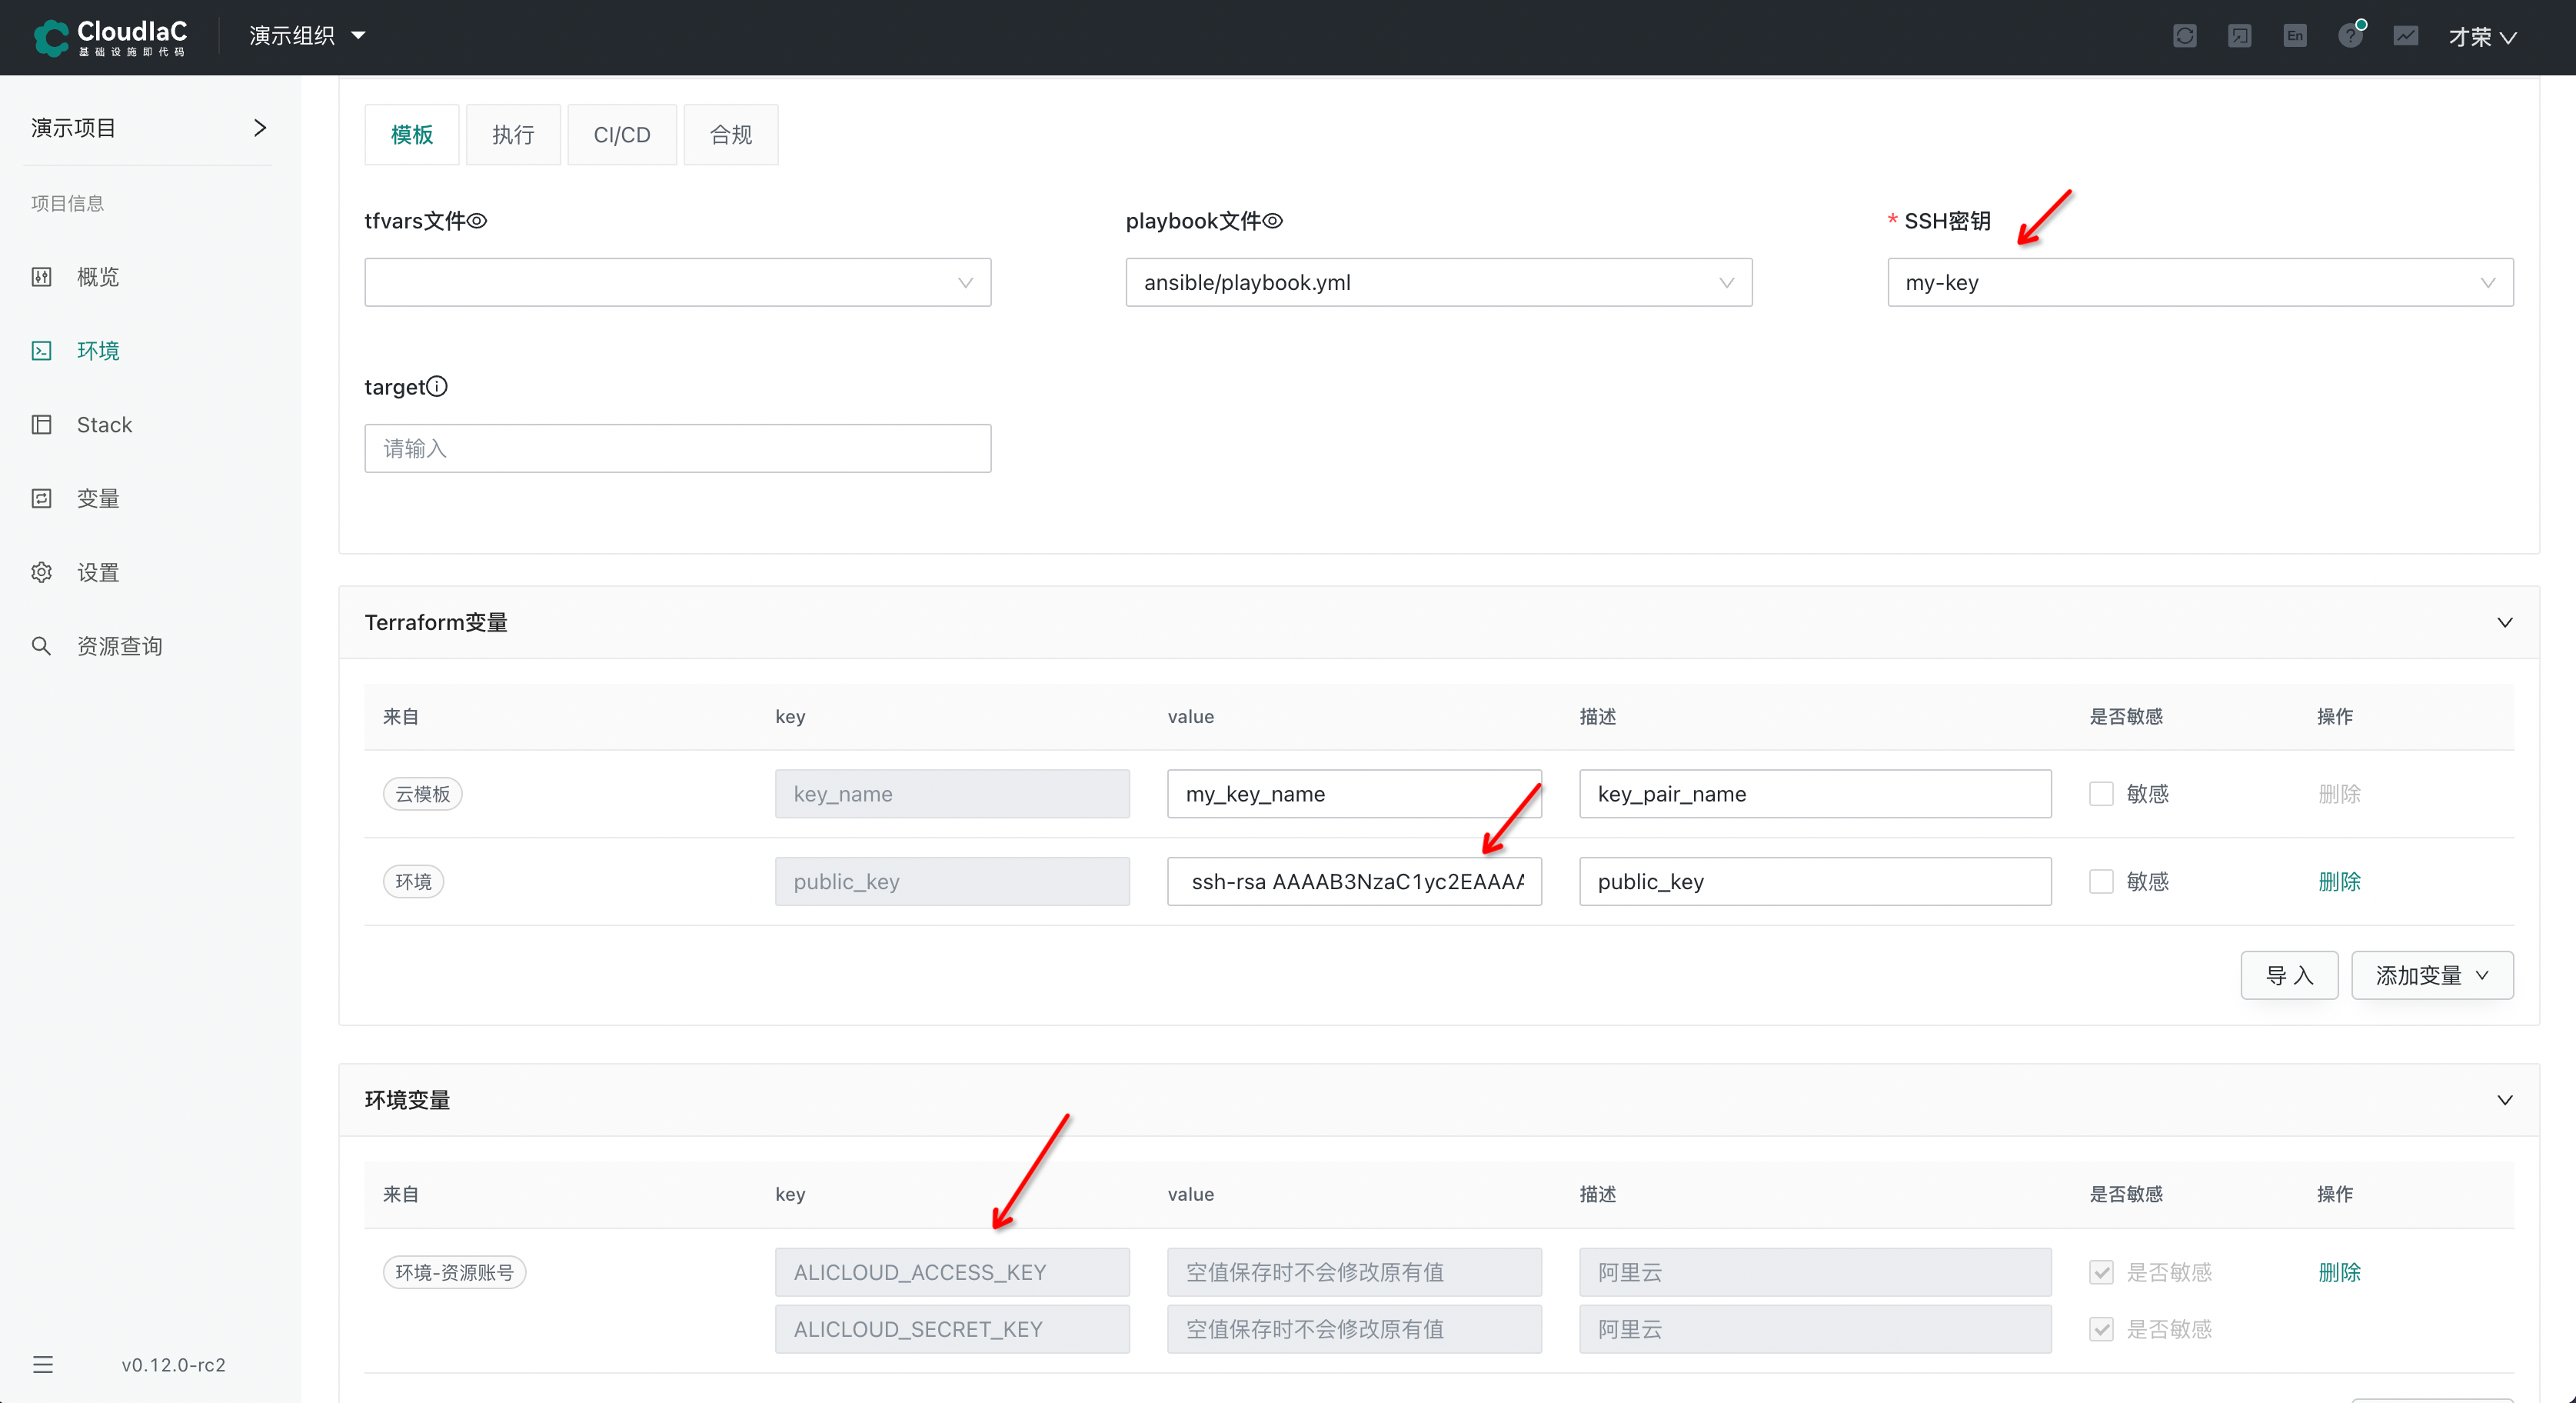 CloudIaC
基础设施即代码
演示组织
En
才荣
演示项目
项目信息
概览
环境
Stack
变量
设置
资源查询
v0.12.0-rc2
模板
执行
CI/CD
合规
tfvars文件
playbook文件
* SSH密钥
ansible/playbook.yml
my-key
target
请输入
Terraform变量
来自 key value 描述 是否敏感 操作
云模板 key_name my_key_name key_pair_name 敏感 删除
环境 public_key ssh-rsa AAAAB3NzaC1yc2EAAAA public_key 敏感 删除
导 入
添加变量
环境变量
来自 key value 描述 是否敏感 操作
环境-资源账号 ALICLOUD_ACCESS_KEY 空值保存时不会修改原有值 阿里云 是否敏感 删除
ALICLOUD_SECRET_KEY 空值保存时不会修改原有值 阿里云 是否敏感